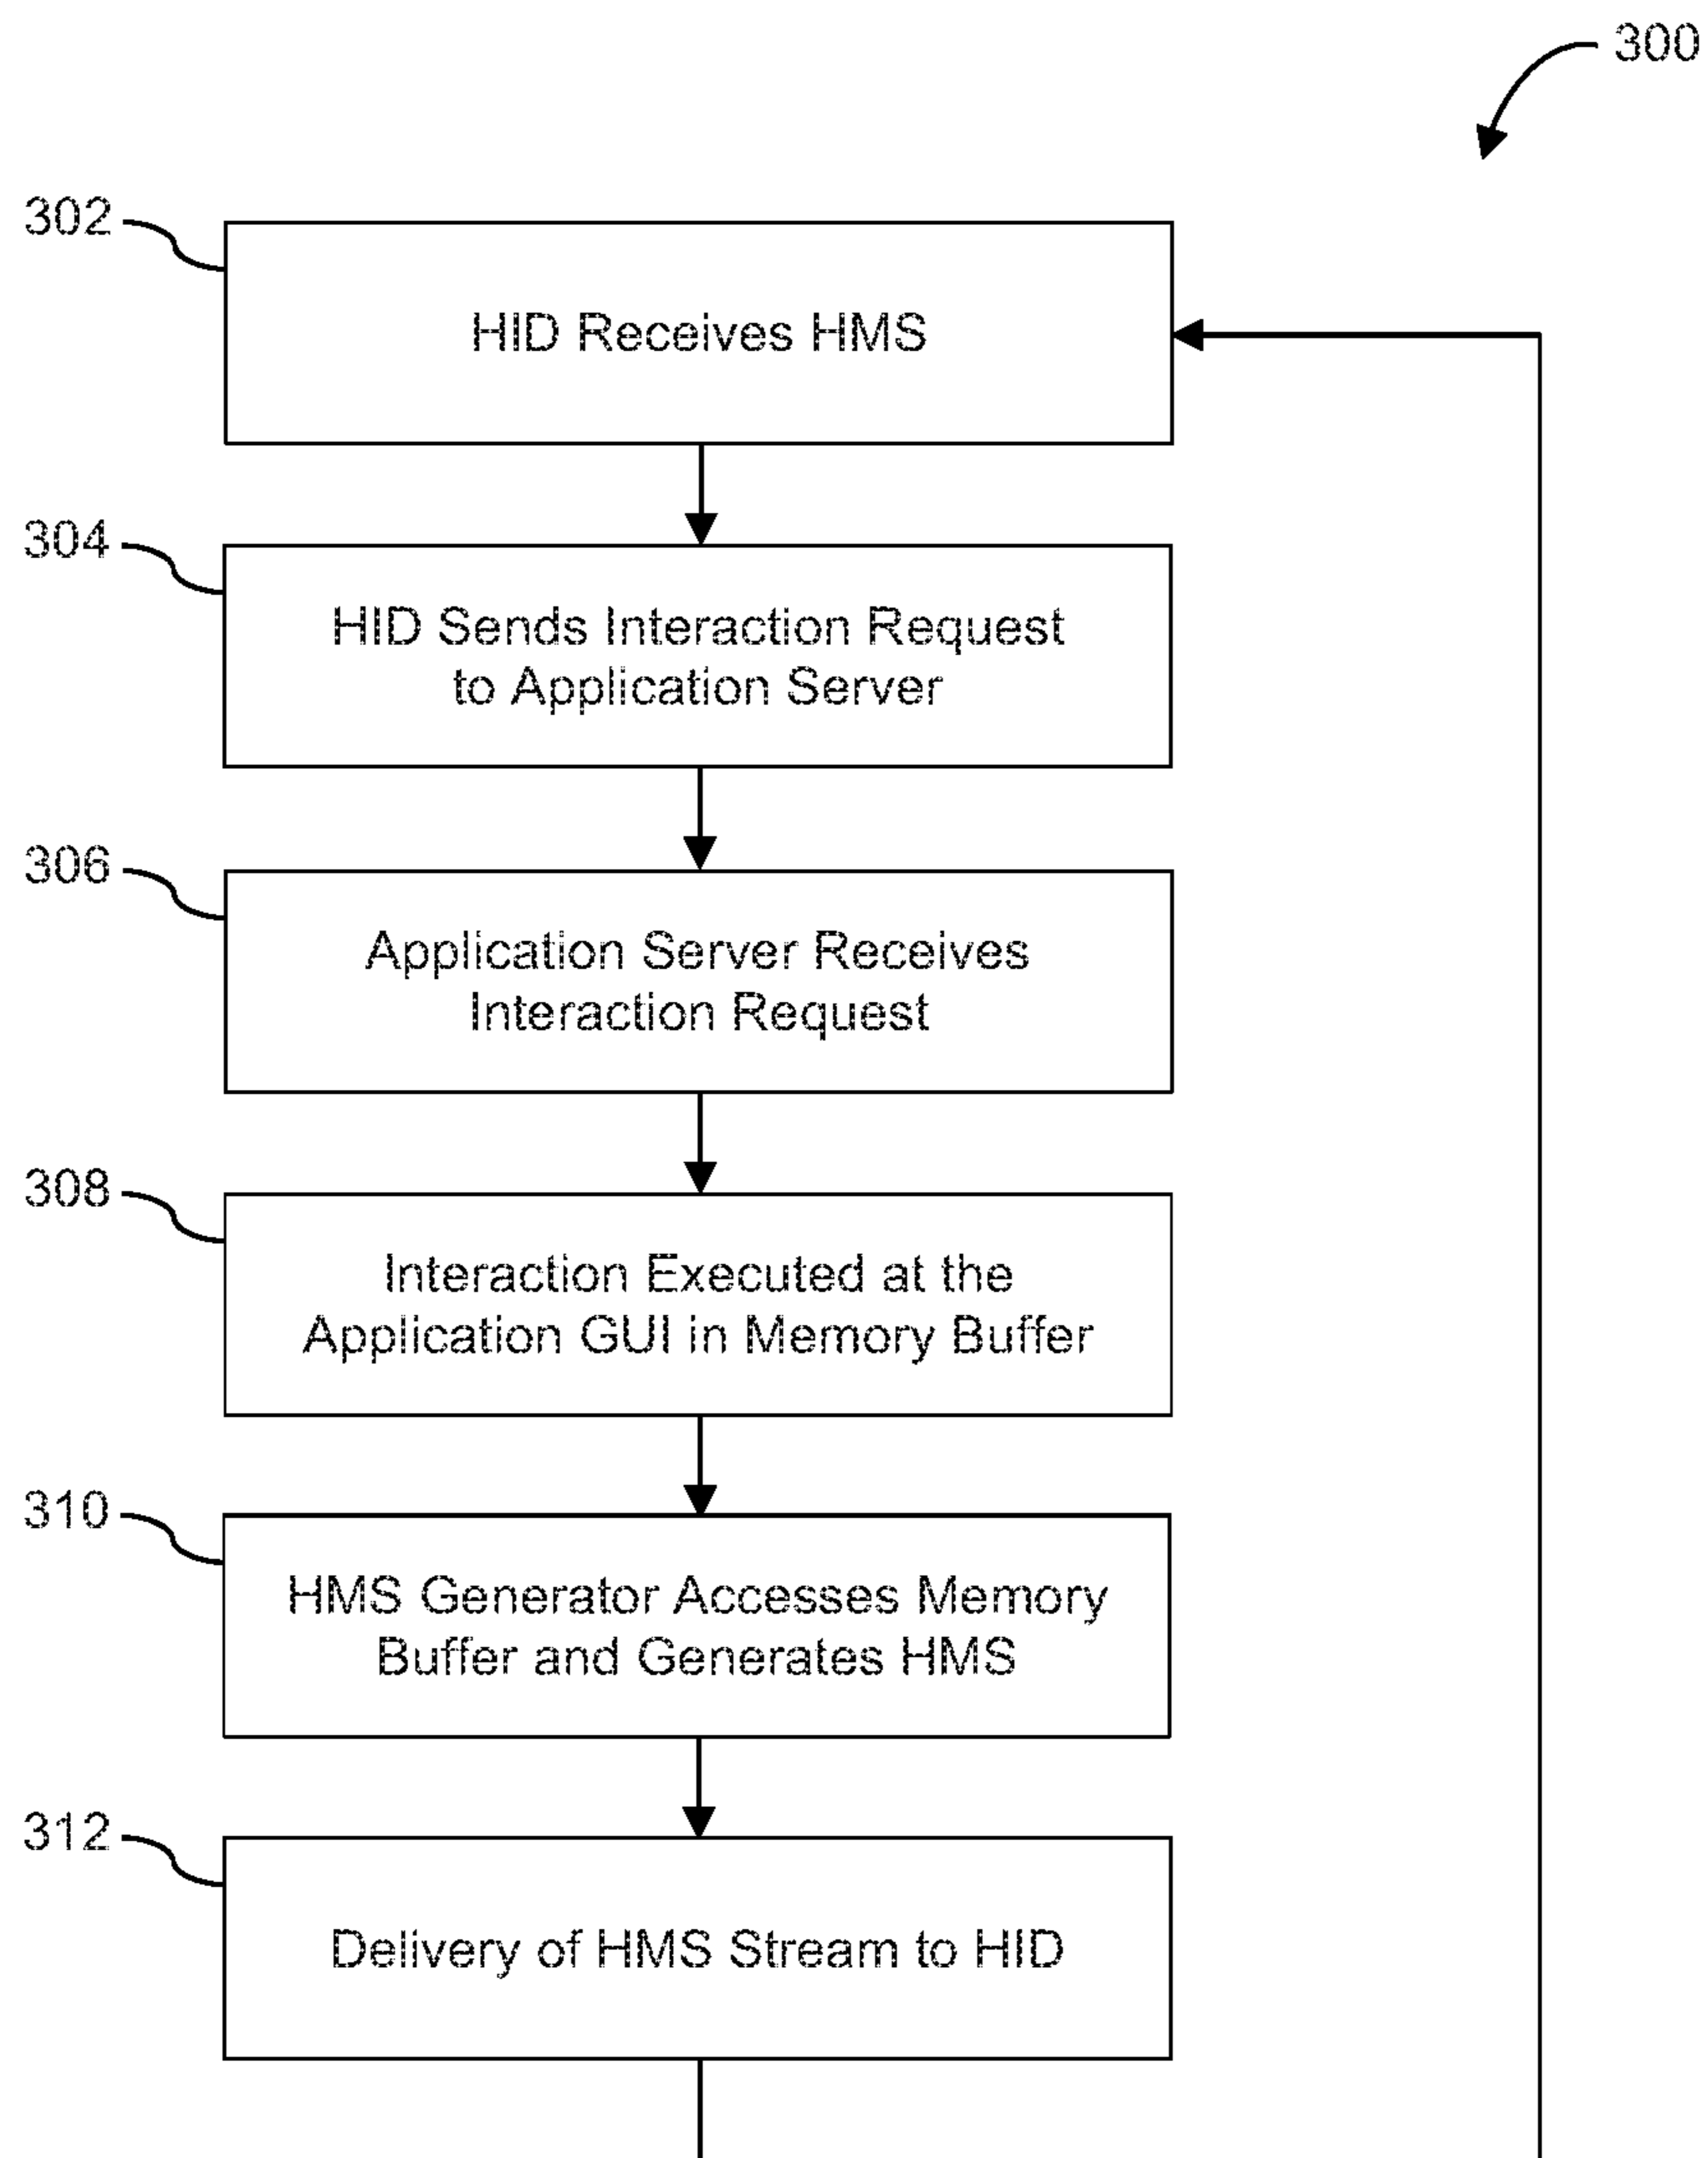 300
302
HID Receives HMS
304
HID Sends Interaction Request
to Application Server
306
Application Server Receives
Interaction Request
308
Interaction Executed at the
Application GUI in Memory Buffer
310
HMS Generator Accesses Memory
Buffer and Generates HMS
312
Delivery of HMS Stream to HID